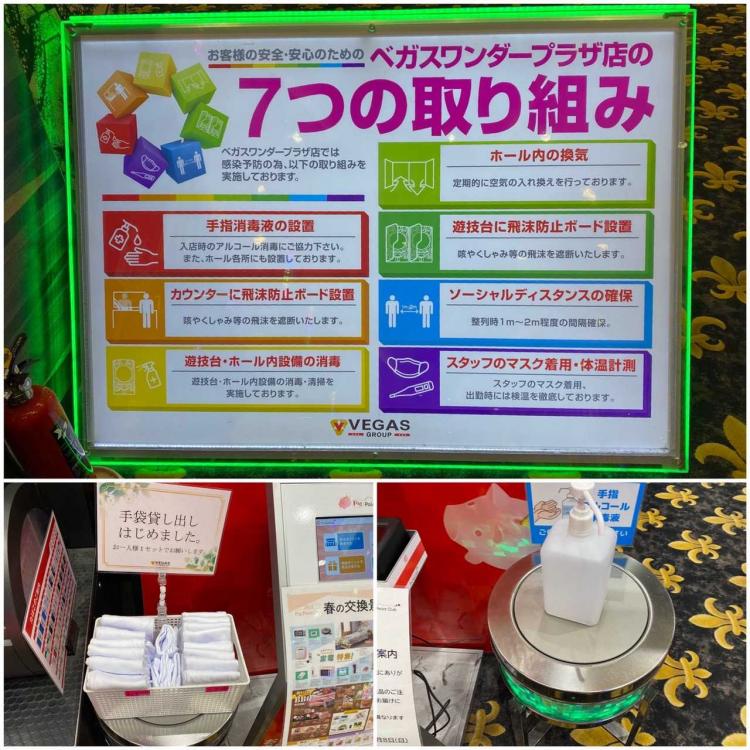 お客様の安全・安心のための ベガスワンダープラザ店の
7つの取り組み
ベガスワンダープラザ店では
感染予防の為、以下の取り組みを
実施しております。
ホール内の換気
定期的に空気の入れ換えを行っております。
手指消毒液の設置
入店時のアルコール消毒にご協力下さい。
また、ホール各所にも設置しております。
遊技台に飛沫防止ボード設置
咳やくしゃみ等の飛沫を遮断いたします。
カウンターに飛沫防止ボード設置
咳やくしゃみ等の飛沫を遮断いたします。
ソーシャルディスタンスの確保
1m~2m
整列時1m~2m程度の間隔確保。
遊技台・ホール内設備の消毒
遊技台・ホール内設備の消毒・清掃を
実施しております。
スタッフのマスク着用・体温計測
スタッフのマスク着用、
出勤時には検温を徹底しております。
VEGAS
GROUP
手袋貸し出し
はじめました。
お一人様1セットでお願いします。
VEGAS
春の交換景
家電特集!
手指
コール
毒液
案内